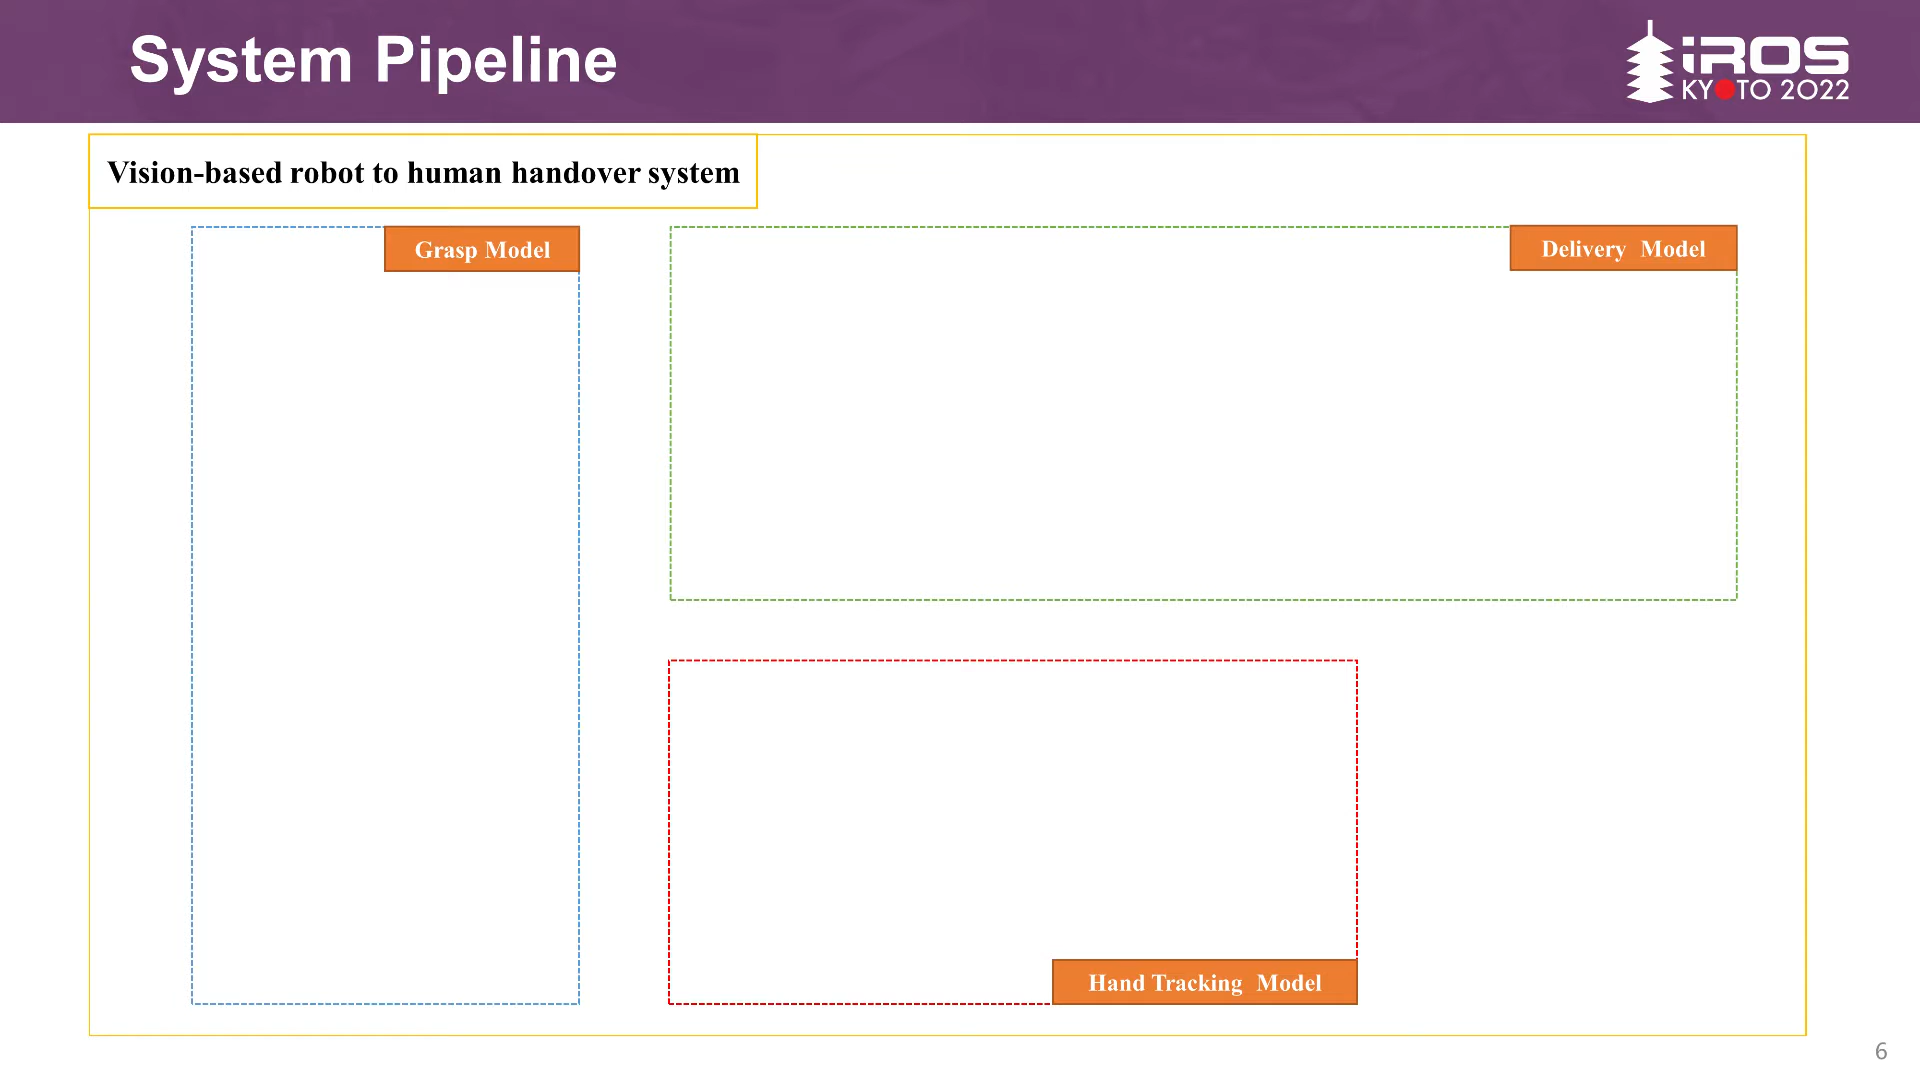 System Pipeline
iROS
KYOTO 2022
Vision-based robot to human handover system
Grasp Model
Delivery Model
Hand Tracking Model
6